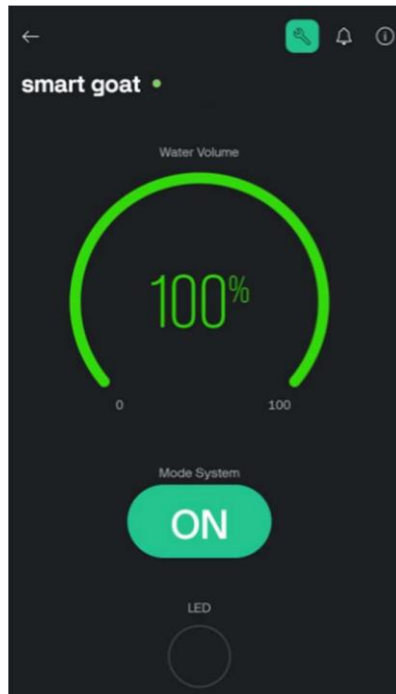 smart goat
Water Volume
100%
0 100
Mode System
ON
LED